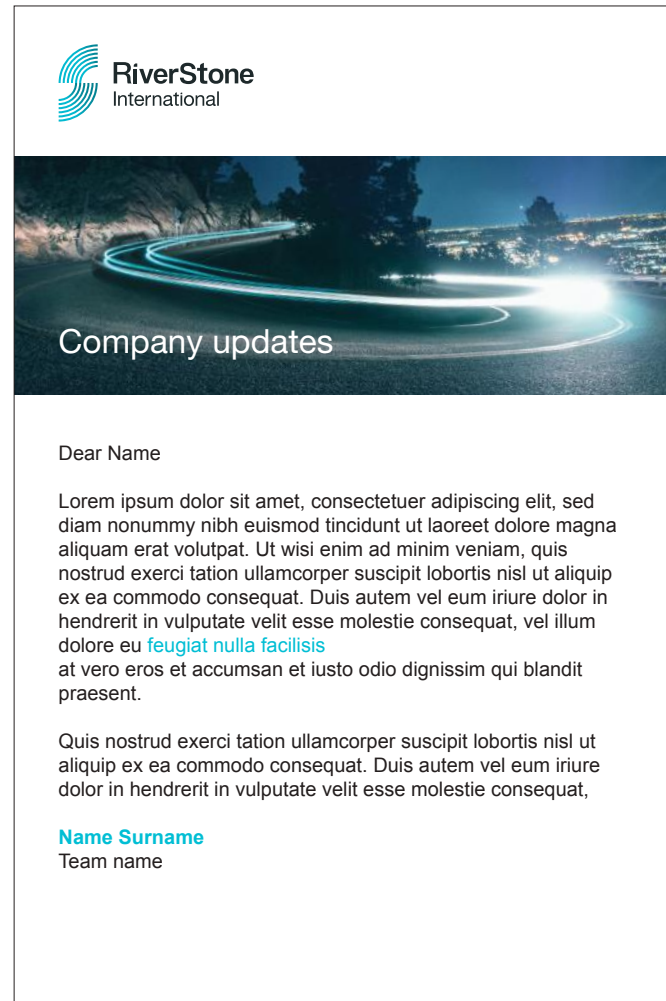 RiverStone
International
Company updates
Dear Name
Lorem ipsum dolor sit amet, consectetuer adipiscing elit, sed
diam nonummy nibh euismod tincidunt ut laoreet dolore magna
aliquam erat volutpat. Ut wisi enim ad minim veniam, quis
nostrud exerci tation ullamcorper suscipit lobortis nisl ut aliquip
ex ea commodo consequat. Duis autem vel eum iriure dolor in
hendrerit in vulputate velit esse molestie consequat, vel illum
dolore eu feugiat nulla facilisis
at vero eros et accumsan et iusto odio dignissim qui blandit
praesent.
Quis nostrud exerci tation ullamcorper suscipit lobortis nisl ut
aliquip ex ea commodo consequat. Duis autem vel eum iriure
dolor in hendrerit in vulputate velit esse molestie consequat,
Name Surname
Team name